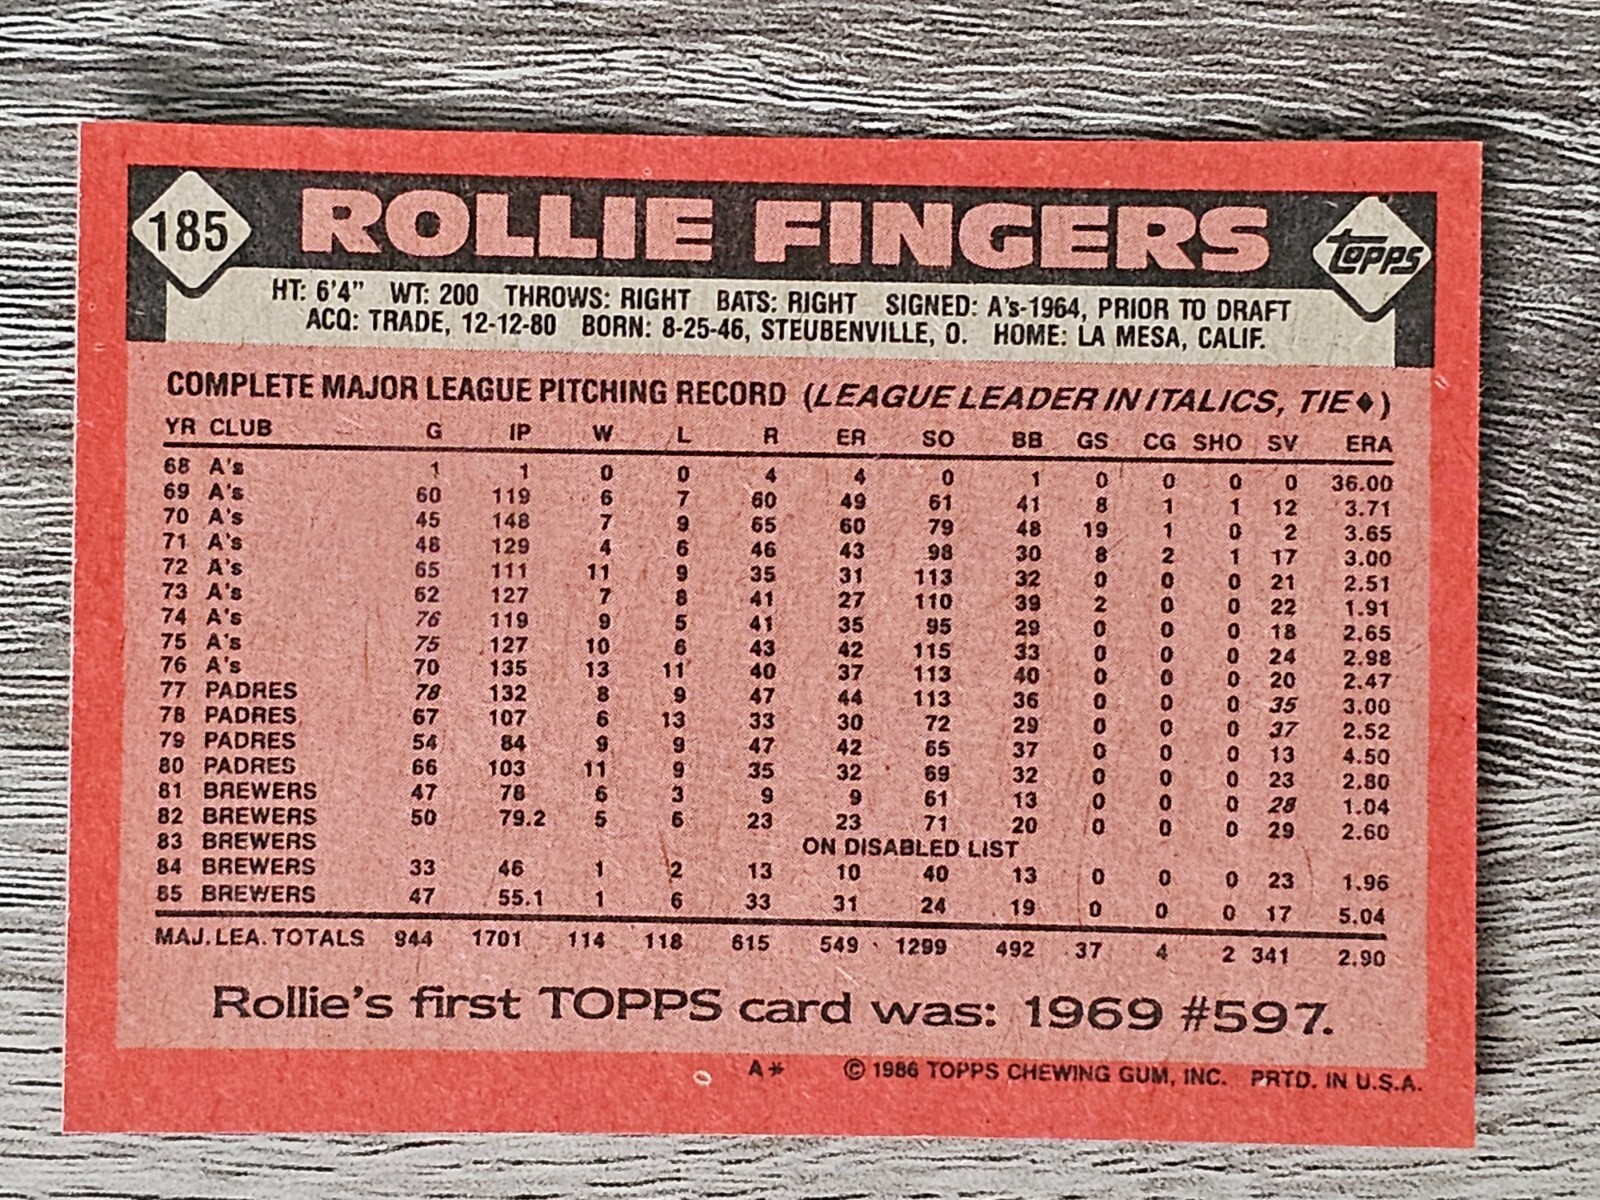 185 ROLLIE FINGERS TOPPS
HT: 6'4" WT: 200 THROWS: RIGHT BATS: RIGHT SIGNED: A's-1964, PRIOR TO DRAFT
ACQ: TRADE, 12-12-80 BORN: 8-25-46, STEUBENVILLE, O. HOME: LA MESA, CALIF.
COMPLETE MAJOR LEAGUE PITCHING RECORD (LEAGUE LEADER IN ITALICS, TIE♦)
YR CLUB G IP W L R ER SO BB GS CG SHO SV ERA
68 A's 1 1 0 0 4 4 0 1 0 0 0 0 36.00
69 A's 60 119 6 7 60 49 61 41 8 1 1 12 3.71
70 A's 45 148 7 9 65 60 79 48 19 1 0 2 3.65
71 A's 48 129 4 6 46 43 98 30 8 2 1 17 3.00
72 A's 65 111 11 9 35 31 113 32 0 0 0 21 2.51
73 A's 62 127 7 8 41 27 110 39 2 0 0 22 1.91
74 A's 76 119 9 5 41 35 95 29 0 0 0 18 2.65
75 A's 75 127 10 6 43 42 115 33 0 0 0 24 2.98
76 A's 70 135 13 11 40 37 113 40 0 0 0 20 2.47
77 PADRES 78 132 8 9 47 44 113 36 0 0 0 35 3.00
78 PADRES 67 107 6 13 33 30 72 29 0 0 0 37 2.52
79 PADRES 54 84 9 9 47 42 65 37 0 0 0 13 4.50
80 PADRES 66 103 11 9 35 32 69 32 0 0 0 23 2.80
81 BREWERS 47 78 6 3 9 9 61 13 0 0 0 28 1.04
82 BREWERS 50 79.2 5 6 23 23 71 20 0 0 0 29 2.60
83 BREWERS ON DISABLED LIST
84 BREWERS 33 46 1 2 13 10 40 13 0 0 0 23 1.96
85 BREWERS 47 55.1 1 6 33 31 24 19 0 0 0 17 5.04
MAJ. LEA. TOTALS 944 1701 114 118 615 549 1299 492 37 4 2 341 2.90
Rollie's first TOPPS card was: 1969 #597.
A* © 1986 TOPPS CHEWING GUM, INC. PRTD. IN U.S.A.